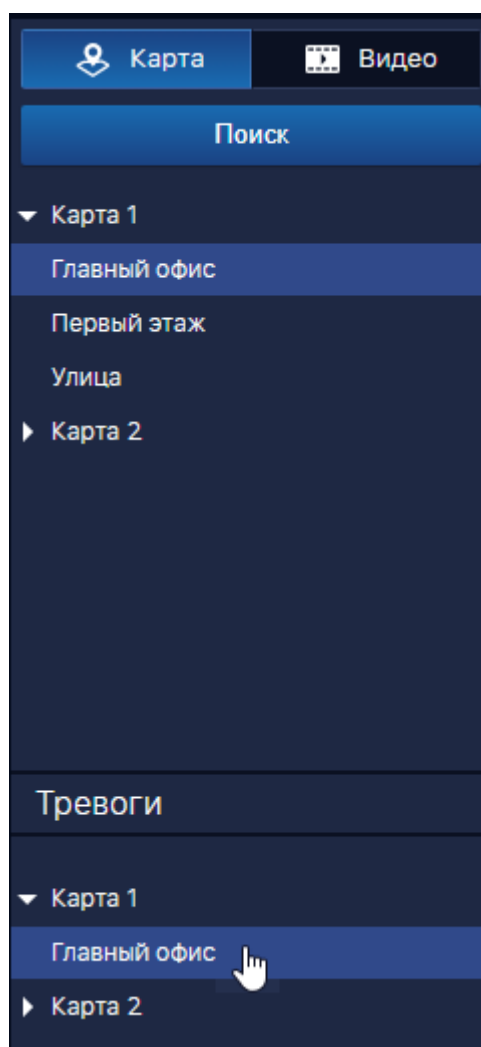 Карта Видео
Поиск
Карта 1
Главный офис
Первый этаж
Улица
Карта 2
Тревоги
Карта 1
Главный офис
Карта 2